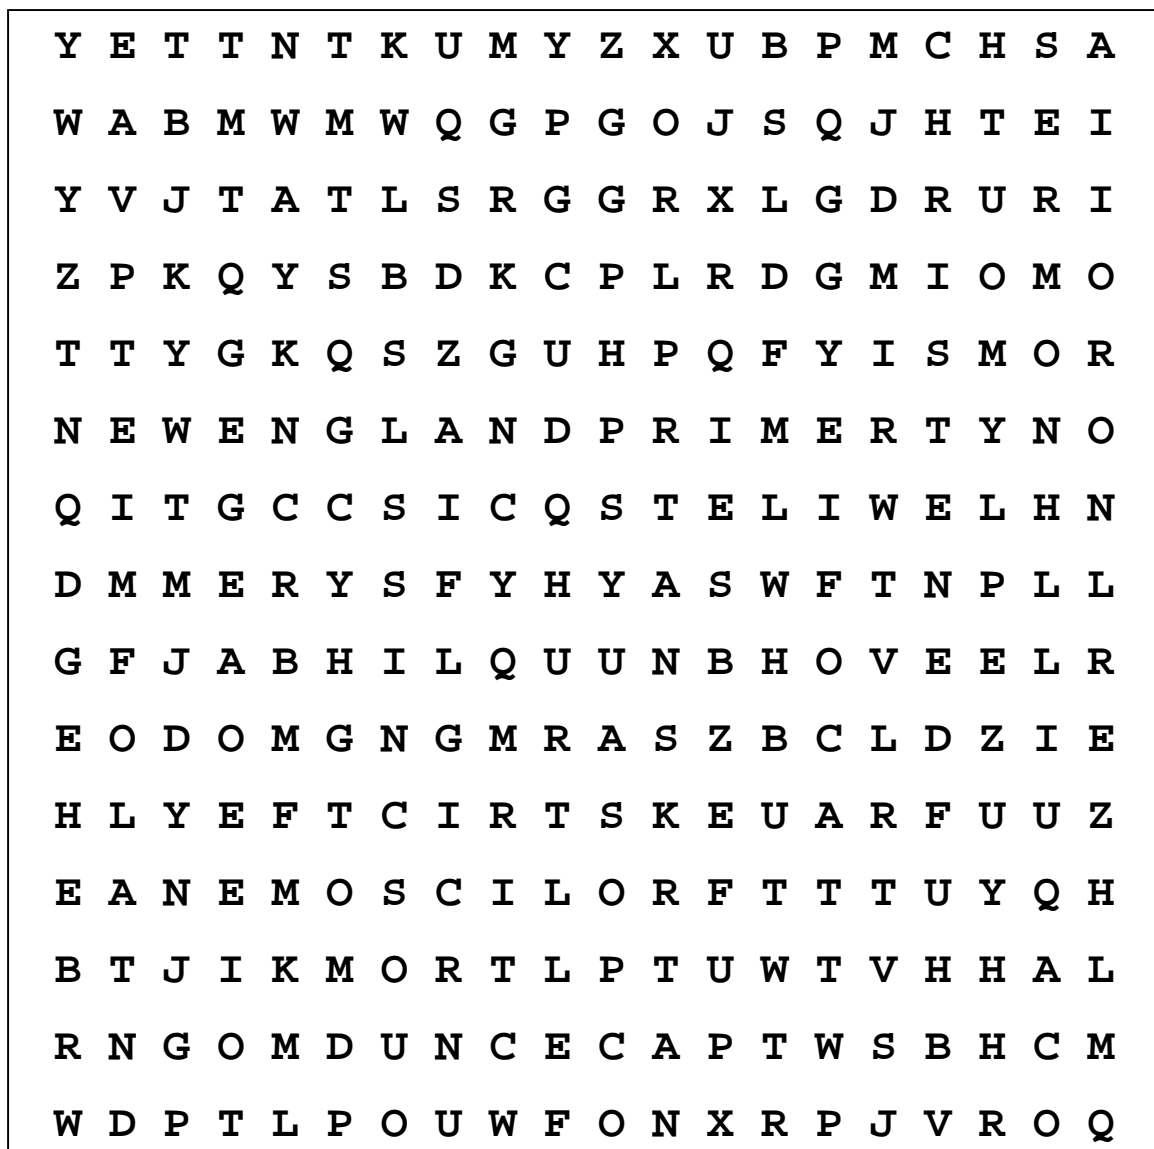 Y E T T N T K U M Y Z X U B P M C H S A
W A B M W M W Q G P G O J S Q J H T E I
Y V J T A T L S R G G R X L G D R U R I
Z P K Q Y S B D K C P L R D G M I O M O
T T Y G K Q S Z G U H P Q F Y I S M O R
N E W E N G L A N D P R I M E R T Y N O
Q I T G C C S I C Q S T E L I W E L H N
D M M E R Y S F Y H Y A S W F T N P L L
G F J A B H I L Q U U N B H O V E E L R
E O D O M G N G M R A S Z B C L D Z I E
H L Y E F T C I R T S K E U A R F U U Z
E A N E M O S C I L O R F T T T U Y Q H
B T J I K M O R T L P T U W T V H H A L
R N G O M D U N C E C A P T W S B H C M
W D P T L P O U W F O N X R P J V R O Q